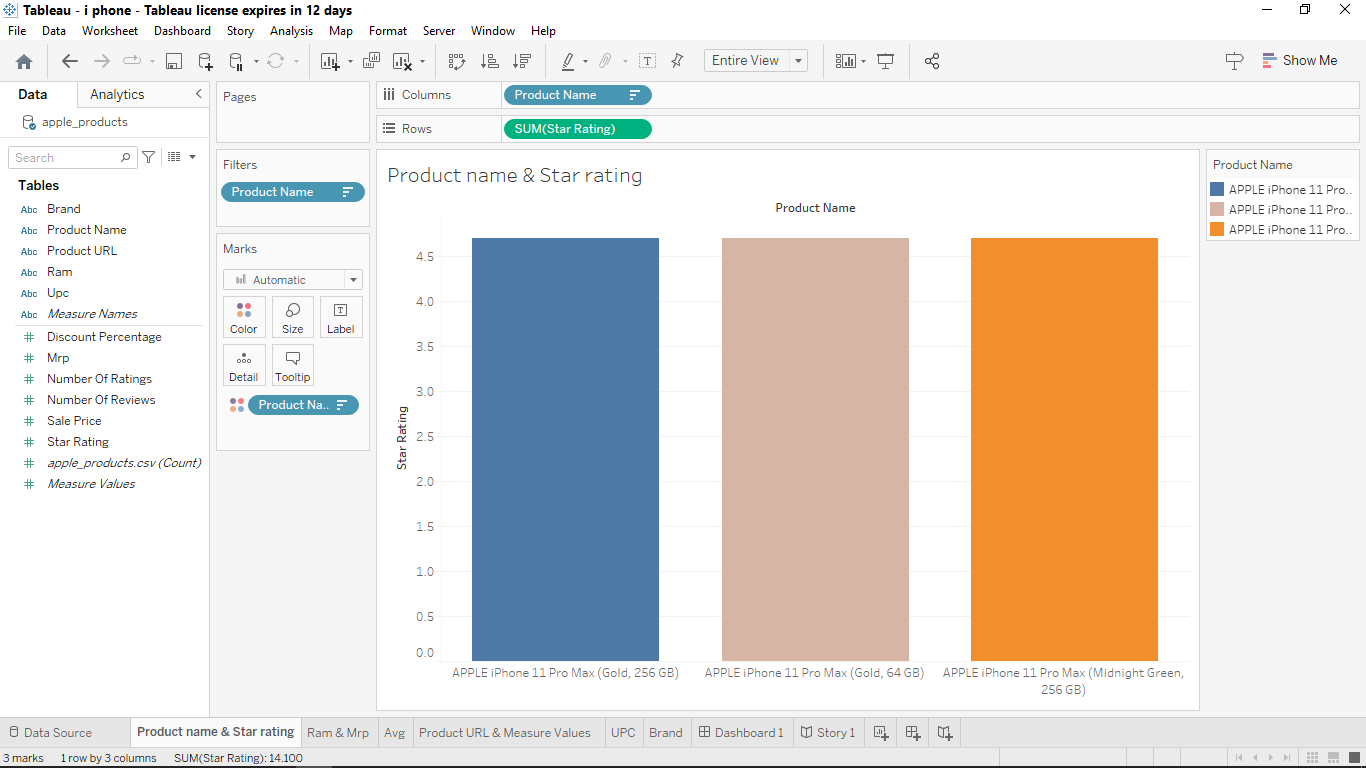 Tableau - i phone - Tableau license expires in 12 days
File Data Worksheet Dashboard Story Analysis Map Format Server Window Help
Entire View
Show Me
Data Analytics
apple_products
Search
Tables
Abc Brand
Abc Product Name
Abc Product URL
Abc Ram
Abc Upc
Abc Measure Names
# Discount Percentage
# Mrp
# Number Of Ratings
# Number Of Reviews
# Sale Price
# Star Rating
# apple_products.csv (Count)
# Measure Values
Pages
Filters
Product Name
Marks
Automatic
Color Size Label
Detail Tooltip
Product Na..
Columns Product Name
Rows SUM(Star Rating)
Product name & Star rating
Product Name
Star Rating
4.5
4.0
3.5
3.0
2.5
2.0
1.5
1.0
0.5
0.0
APPLE iPhone 11 Pro Max (Gold, 256 GB)
APPLE iPhone 11 Pro Max (Gold, 64 GB)
APPLE iPhone 11 Pro Max (Midnight Green,
256 GB)
Product Name
APPLE iPhone 11 Pro..
APPLE iPhone 11 Pro..
APPLE iPhone 11 Pro..
Data Source Product name & Star rating Ram & Mrp Avg Product URL & Measure Values UPC Brand Dashboard 1 Story 1
3 marks 1 row by 3 columns SUM(Star Rating): 14.100